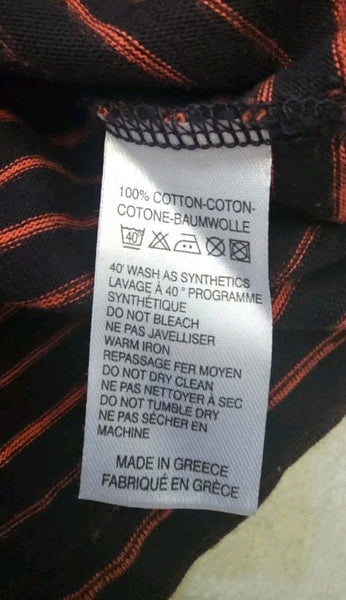 100% COTTON-COTON-
COTONE-BAUMWOLLE
40
40° WASH AS SYNTHETICS
LAVAGE À 40 ° PROGRAMME
SYNTHÉTIQUE
DO NOT BLEACH
NE PAS JAVELLISER
WARM IRON
REPASSAGE FER MOYEN
DO NOT DRY CLEAN
NE PAS NETTOYER À SEC
DO NOT TUMBLE DRY
NE PAS SÉCHER EN
MACHINE
MADE IN GREECE
FABRIQUÉ EN GRÈCE